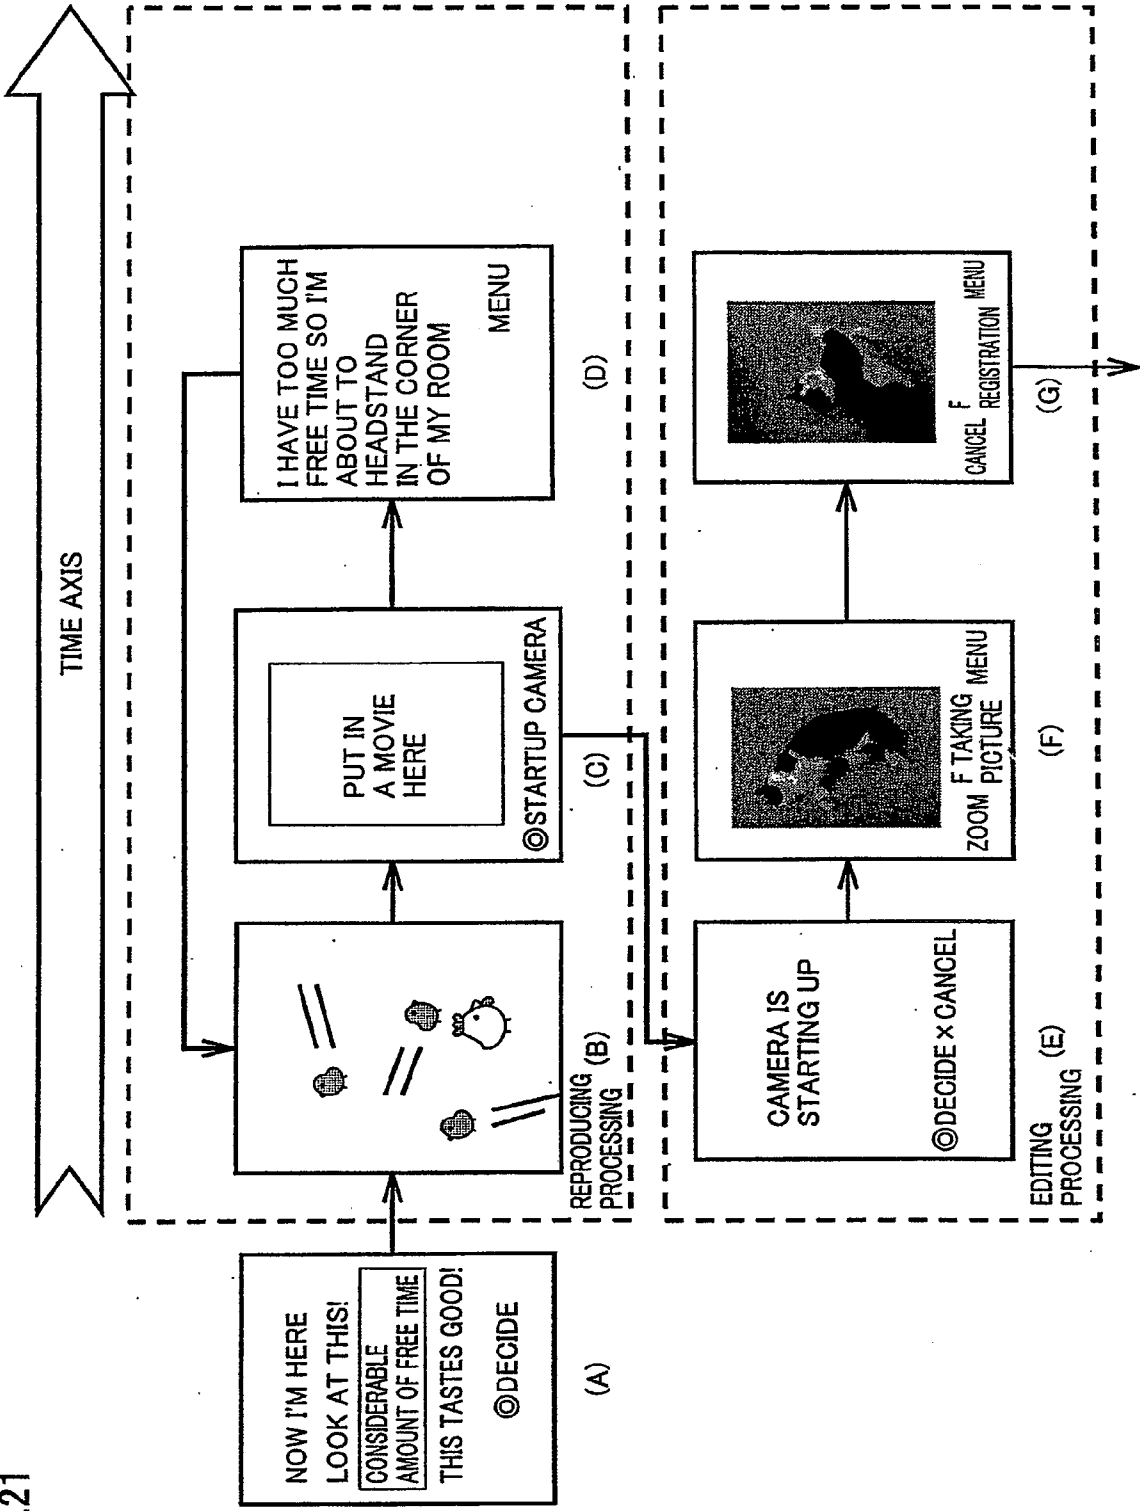 .21
TIME AXIS
NOW I'M HERE
LOOK AT THIS!
CONSIDERABLE
AMOUNT OF FREE TIME
THIS TASTES GOOD!
◎DECIDE
(A)
REPRODUCING
PROCESSING
(B)
PUT IN
A MOVIE
HERE
◎STARTUP CAMERA
(C)
I HAVE TOO MUCH
FREE TIME SO I'M
ABOUT TO
HEADSTAND
IN THE CORNER
OF MY ROOM
MENU
(D)
CAMERA IS
STARTING UP
◎DECIDE × CANCEL
(E)
EDITING
PROCESSING
ZOOM F TAKING PICTURE MENU
(F)
CANCEL F REGISTRATION MENU
(G)